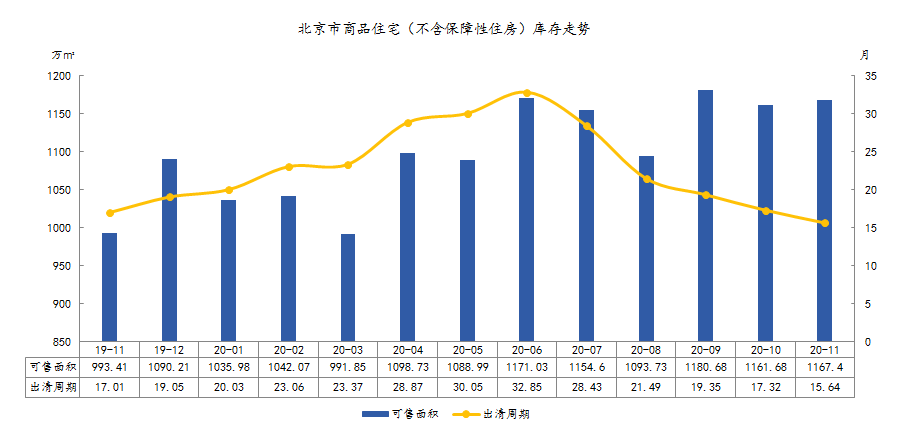 北京市商品住宅（不含保障性住房）库存走势
万㎡ 月
1200 35
1150 30
1100 25
1050 20
1000 15
950 10
900 5
850 0
19-11 19-12 20-01 20-02 20-03 20-04 20-05 20-06 20-07 20-08 20-09 20-10 20-11
可售面积 993.41 1090.21 1035.98 1042.07 991.85 1098.73 1088.99 1171.03 1154.6 1093.73 1180.68 1161.68 1167.4
出清周期 17.01 19.05 20.03 23.06 23.37 28.87 30.05 32.85 28.43 21.49 19.35 17.32 15.64
可售面积 出清周期